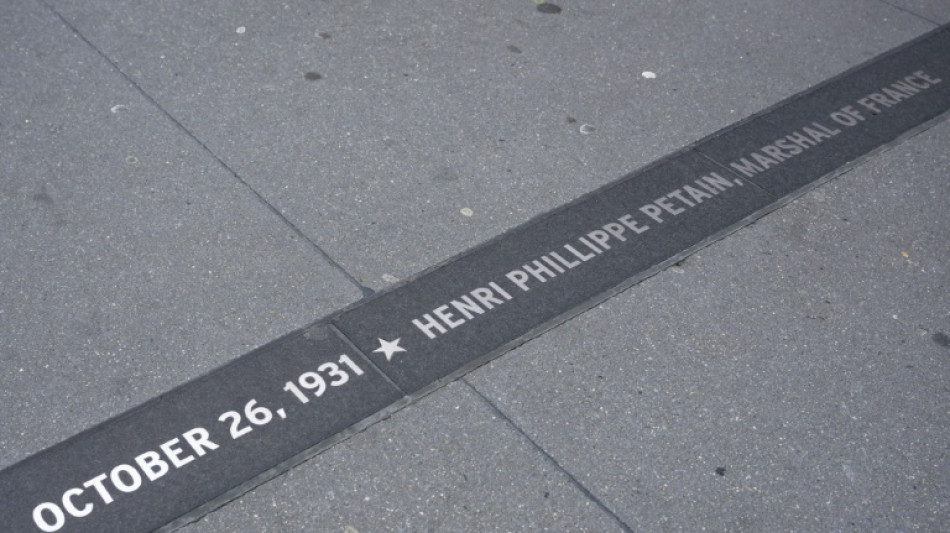 OCTOBER 26, 1931 ★ HENRI PHILLIPPE PETAIN, MARSHAL OF FRANCE